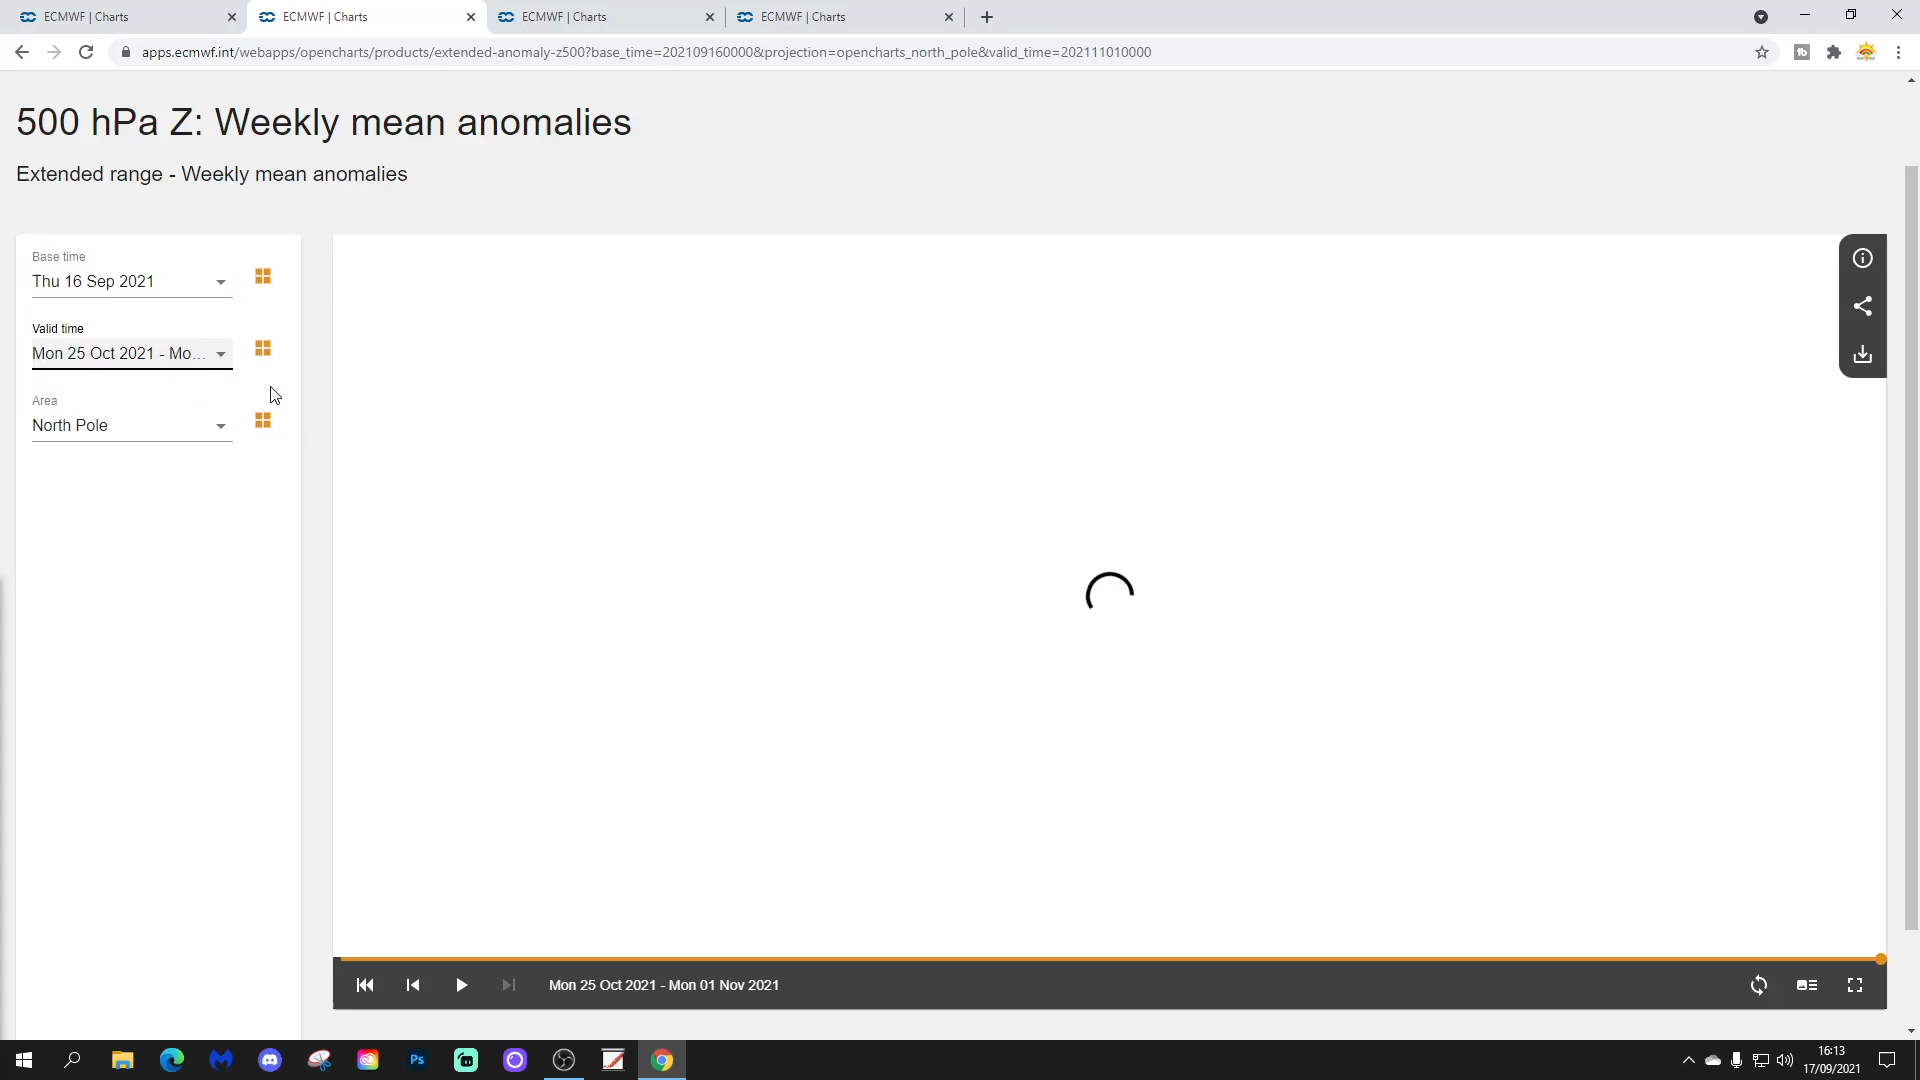 ECMWF | Charts
ECMWF | Charts
ECMWF | Charts
ECMWF | Charts
apps.ecmwf.int/webapps/opencharts/products/extended-anomaly-z500?base_time=202109160000&projection=opencharts_north_pole&valid_time=202111010000
500 hPa Z: Weekly mean anomalies
Extended range - Weekly mean anomalies
Base time
Thu 16 Sep 2021
Valid time
Mon 25 Oct 2021 - Mo...
Area
North Pole
Mon 25 Oct 2021 - Mon 01 Nov 2021
Ps
16:13
17/09/2021